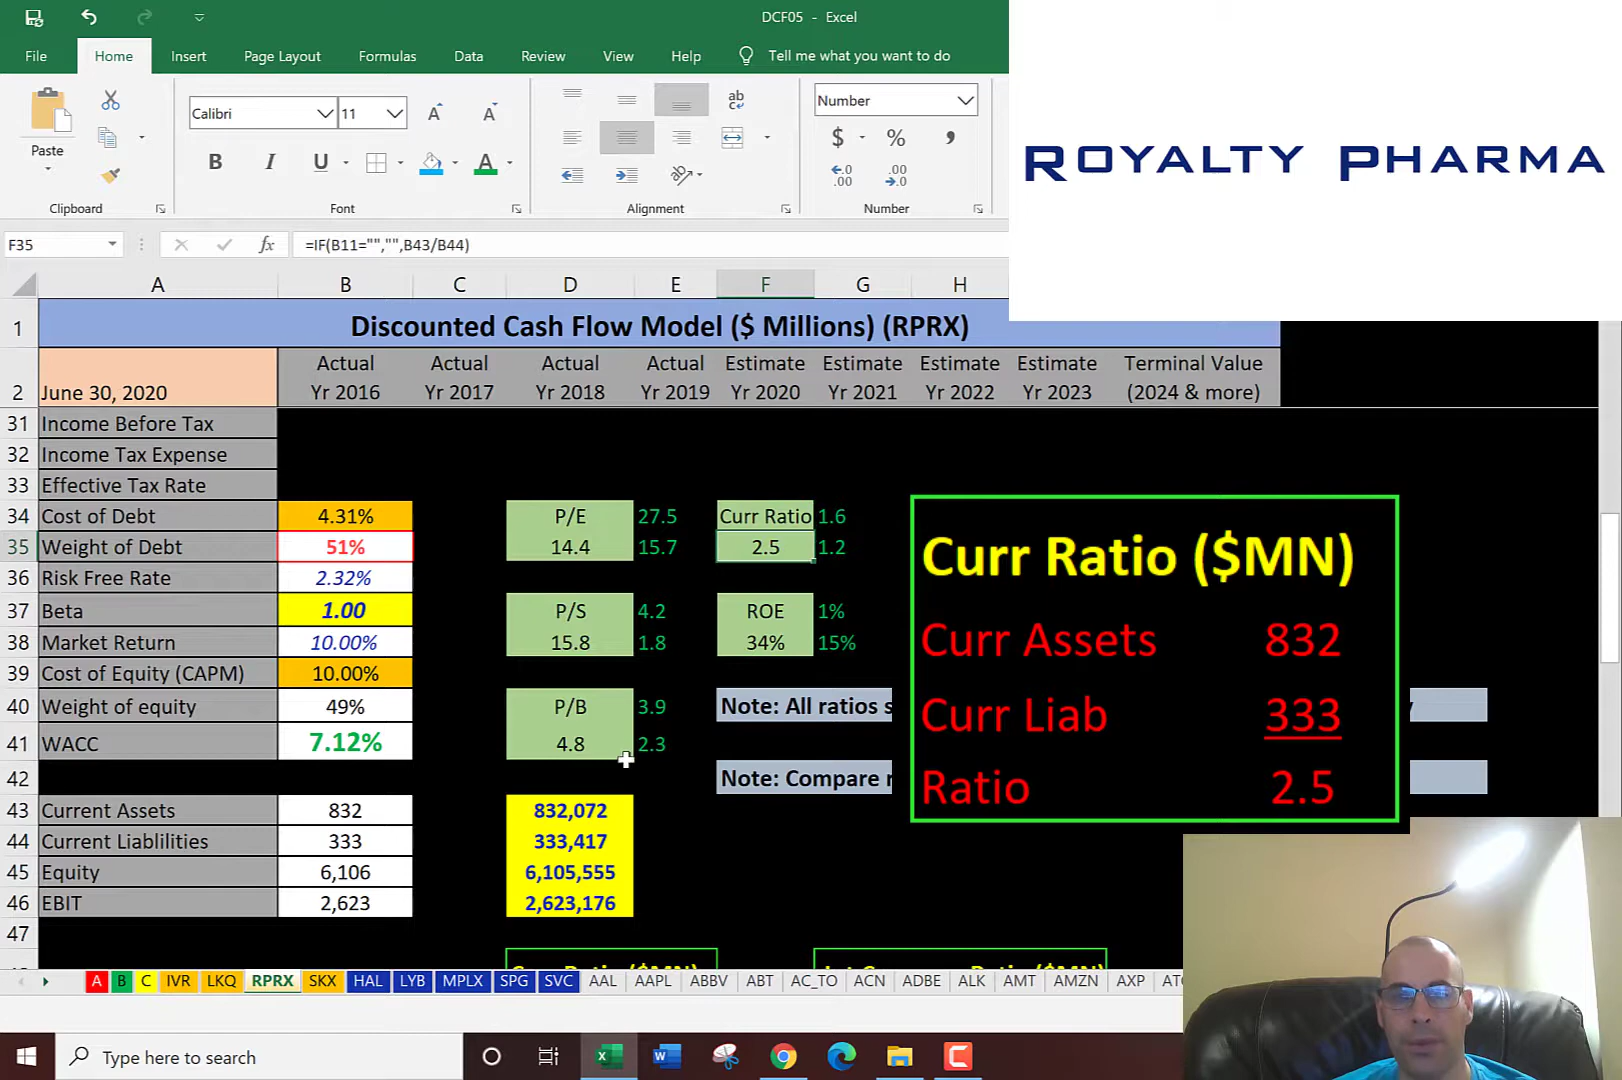 DCF05 - Excel
File Home Insert Page Layout Formulas Data Review View Help Tell me what you want to do
Paste
Calibri 11
B I U A
ab
Number
$ %
Clipboard Font Alignment Number
ROYALTY PHARMA
F35 fx =IF(B11="","",B43/B44)
A B C D E F G H
1 Discounted Cash Flow Model ($ Millions) (RPRX)
Actual Actual Actual Actual Estimate Estimate Estimate Estimate Terminal Value
2 June 30, 2020 Yr 2016 Yr 2017 Yr 2018 Yr 2019 Yr 2020 Yr 2021 Yr 2022 Yr 2023 (2024 & more)
31 Income Before Tax
32 Income Tax Expense
33 Effective Tax Rate
34 Cost of Debt 4.31% P/E 27.5 Curr Ratio 1.6
35 Weight of Debt 51% 14.4 15.7 2.5 1.2
36 Risk Free Rate 2.32%
37 Beta 1.00 P/S 4.2 ROE 1%
38 Market Return 10.00% 15.8 1.8 34% 15%
39 Cost of Equity (CAPM) 10.00%
40 Weight of equity 49% P/B 3.9 Note: All ratios s
41 WACC 7.12% 4.8 2.3
42 Note: Compare r
43 Current Assets 832 832,072
44 Current Liablilities 333 333,417
45 Equity 6,106 6,105,555
46 EBIT 2,623 2,623,176
47
Curr Ratio ($MN)
Curr Assets 832
Curr Liab 333
Ratio 2.5
A B C IVR LKQ RPRX SKX HAL LYB MPLX SPG SVC AAL AAPL ABBV ABT AC_TO ACN ADBE ALK AMT AMZN AXP
Type here to search